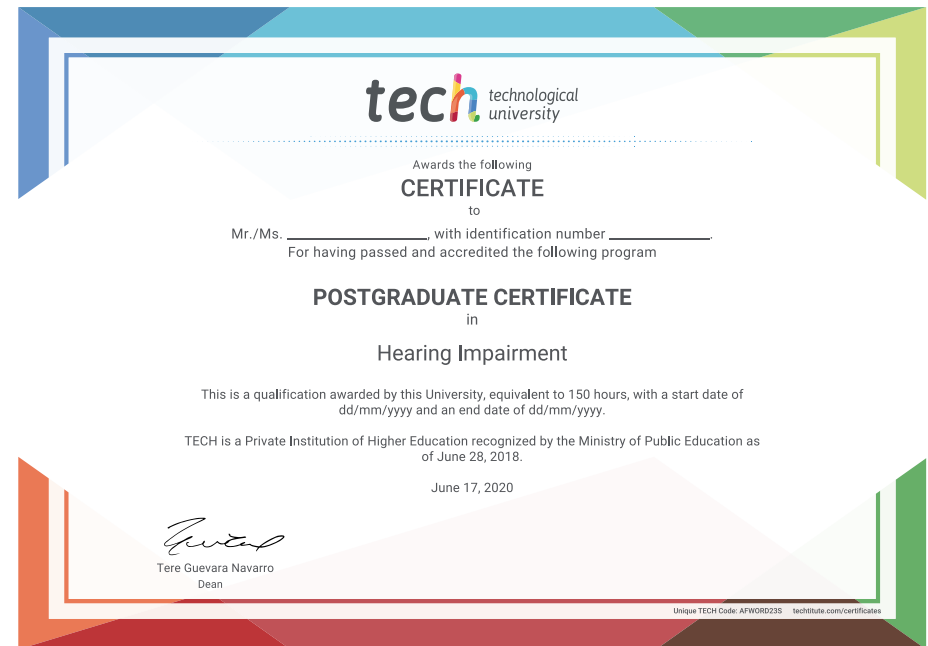 tech technological
university
Awards the following
CERTIFICATE
to
Mr./Ms. ____________________, with identification number ______________.
For having passed and accredited the following program
POSTGRADUATE CERTIFICATE
in
Hearing Impairment
This is a qualification awarded by this University, equivalent to 150 hours, with a start date of
dd/mm/yyyy and an end date of dd/mm/yyyy.
TECH is a Private Institution of Higher Education recognized by the Ministry of Public Education as
of June 28, 2018.
June 17, 2020
Tere Guevara Navarro
Dean
Unique TECH Code: AFWORD23S techtitute.com/certificates